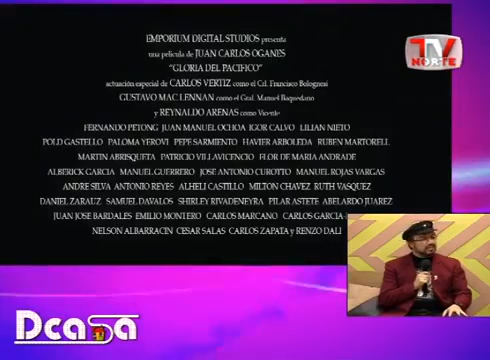 EMPORIUM DIGITAL STUDIOS presenta
una película de JUAN CARLOS OGANES
"GLORIA DEL PACIFICO"
actuación especial de CARLOS VERTIZ como el Crl. Francisco Bolognesi
GUSTAVO MAC LENNAN como el Gral. Manuel Baquedano
y REYNALDO ARENAS como Vicente
FERNANDO PETONG JUAN MANUEL OCHOA IGOR CALVO LILIAN NIETO
POLD GASTELLO PALOMA YEROVI PEPE SARMIENTO HAVIER ARBOLEDA RUBEN MARTORELL
MARTIN ABRISQUETA PATRICIO VILLAVICENCIO FLOR DE MARIA ANDRADE
ALBERICK GARCIA MANUEL GUERRERO JOSE ANTONIO CUROTTO MANUEL ROJAS VARGAS
ANDRE SILVA ANTONIO REYES ALHELI CASTILLO MILTON CHAVEZ RUTH VASQUEZ
DANIEL ZARAUZ SAMUEL DAVALOS SHIRLEY RIVADENEYRA PILAR ASTETE ABELARDO JUAREZ
JUAN JOSE BARDALES EMILIO MONTERO CARLOS MARCANO CARLOS GARCIA
NELSON ALBARRACIN CESAR SALAS CARLOS ZAPATA y RENZO DALI
TV
NORTE
Dcasa